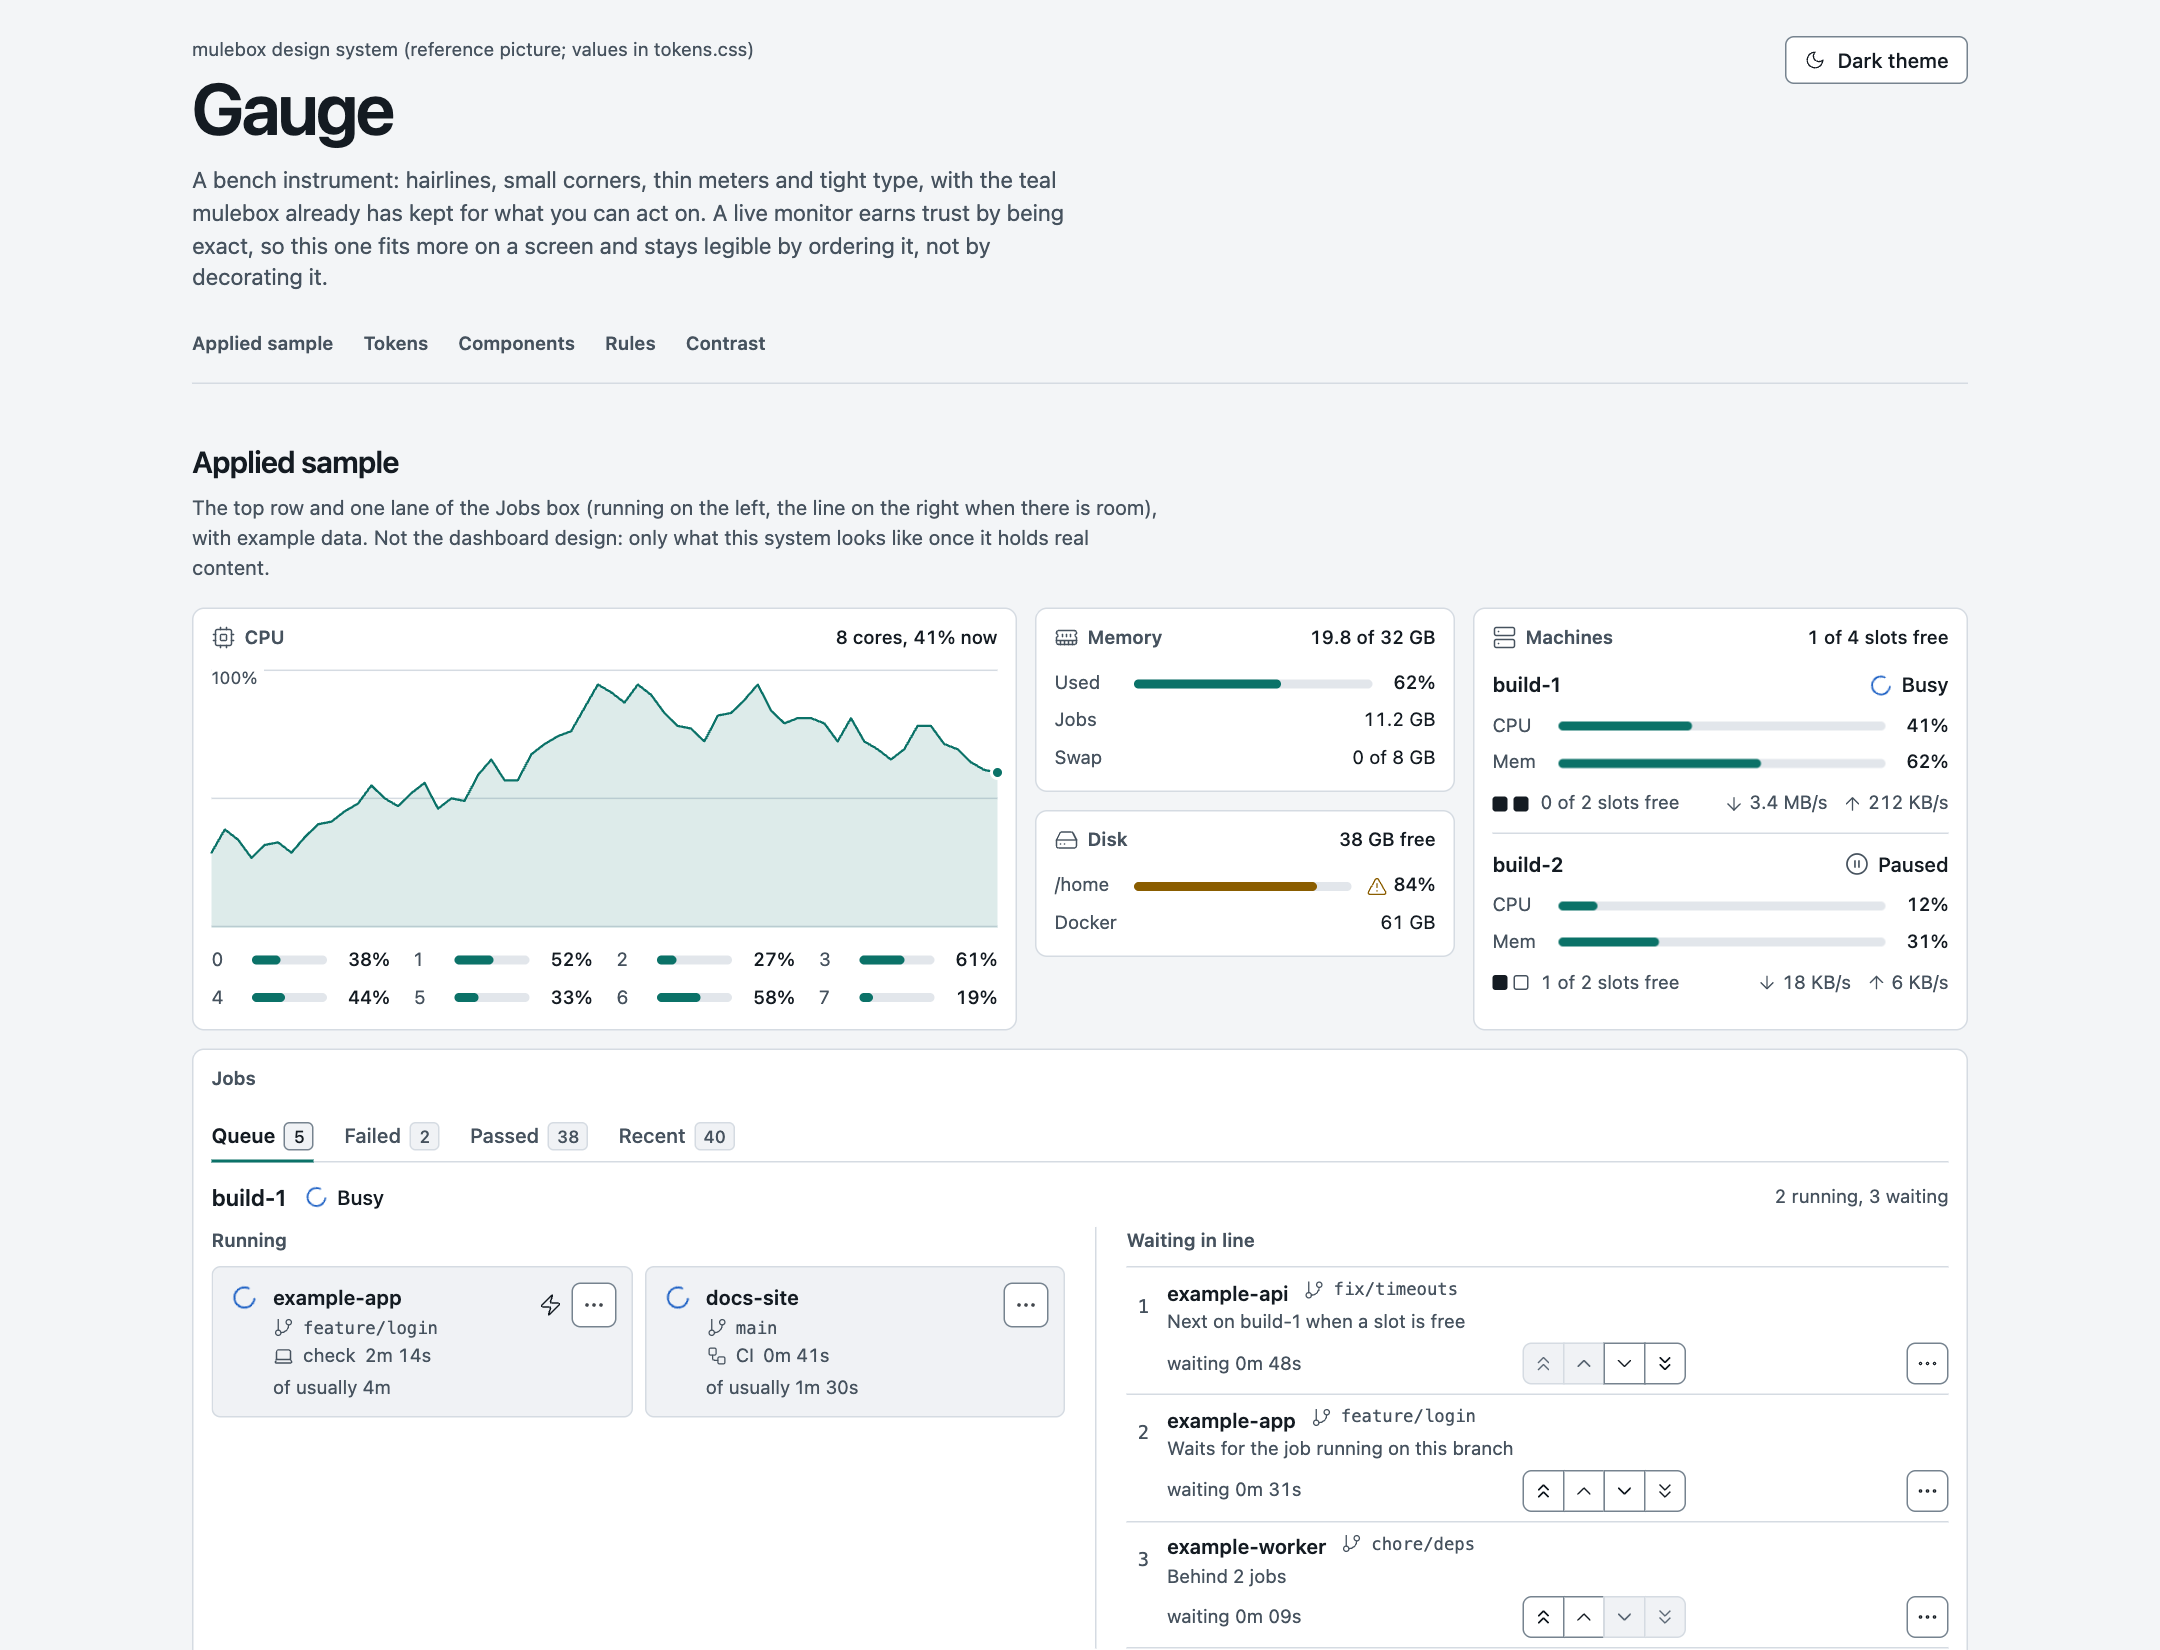 mulebox design system (reference picture; values in tokens.css)
Dark theme
Gauge
A bench instrument: hairlines, small corners, thin meters and tight type, with the teal
mulebox already has kept for what you can act on. A live monitor earns trust by being
exact, so this one fits more on a screen and stays legible by ordering it, not by
decorating it.
Applied sample Tokens Components Rules Contrast
Applied sample
The top row and one lane of the Jobs box (running on the left, the line on the right when there is room),
with example data. Not the dashboard design: only what this system looks like once it holds real
content.
CPU 8 cores, 41% now
100%
0 38% 1 52% 2 27% 3 61%
4 44% 5 33% 6 58% 7 19%
Memory 19.8 of 32 GB
Used 62%
Jobs 11.2 GB
Swap 0 of 8 GB
Disk 38 GB free
/home 84%
Docker 61 GB
Machines 1 of 4 slots free
build-1 Busy
CPU 41%
Mem 62%
0 of 2 slots free ↓ 3.4 MB/s ↑ 212 KB/s
build-2 Paused
CPU 12%
Mem 31%
1 of 2 slots free ↓ 18 KB/s ↑ 6 KB/s
Jobs
Queue 5 Failed 2 Passed 38 Recent 40
build-1 Busy 2 running, 3 waiting
Running
example-app
feature/login
check 2m 14s
of usually 4m
docs-site
main
CI 0m 41s
of usually 1m 30s
Waiting in line
1 example-api fix/timeouts
Next on build-1 when a slot is free
waiting 0m 48s
2 example-app feature/login
Waits for the job running on this branch
waiting 0m 31s
3 example-worker chore/deps
Behind 2 jobs
waiting 0m 09s